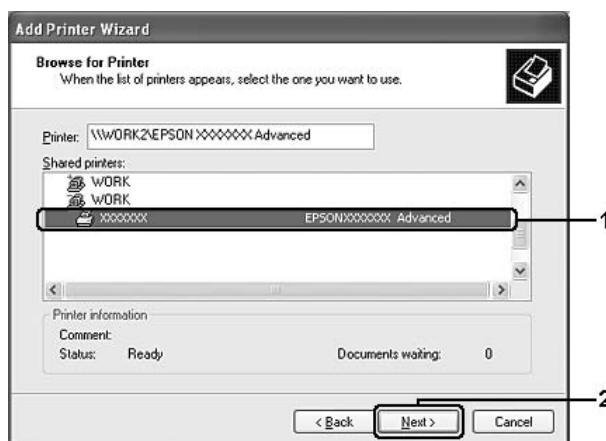 Add Printer Wizard
Browse for Printer
When the list of printers appears, select the one you want to use.
Printer: \\WORK2\EPSON XXXXXXX Advanced
Shared printers:
WORK
WORK
XXXXXXX EPSONXXXXXXX Advanced
1
Printer information
Comment:
Status: Ready Documents waiting: 0
2
< Back Next > Cancel